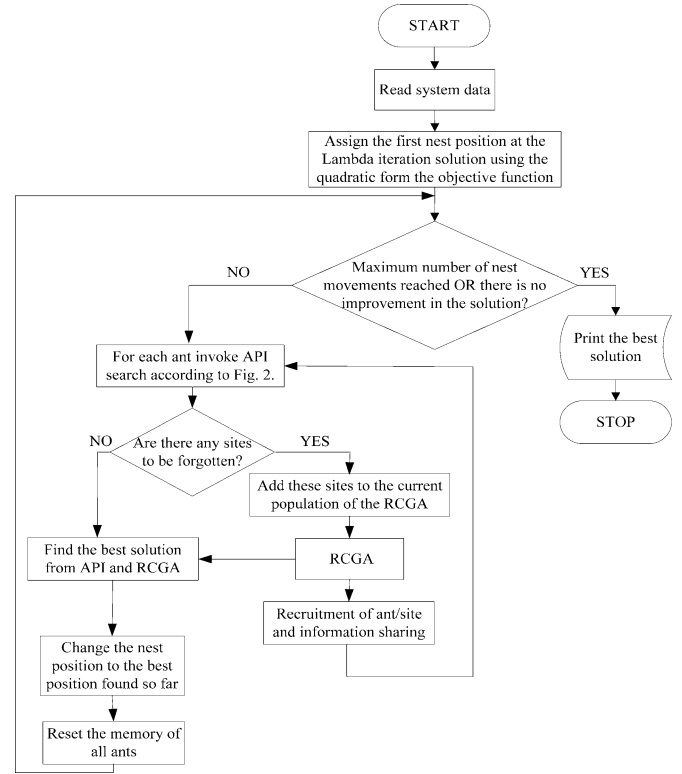 START
Read system data
Assign the first nest position at the
Lambda iteration solution using the
quadratic form the objective function
NO
Maximum number of nest
movements reached OR there is no
improvement in the solution?
YES
Print the best
solution
STOP
For each ant invoke API
search according to Fig. 2.
NO
Are there any sites
to be forgotten?
YES
Add these sites to the current
population of the RCGA
Find the best solution
from API and RCGA
RCGA
Recruitment of ant/site
and information sharing
Change the nest
position to the best
position found so far
Reset the memory of
all ants